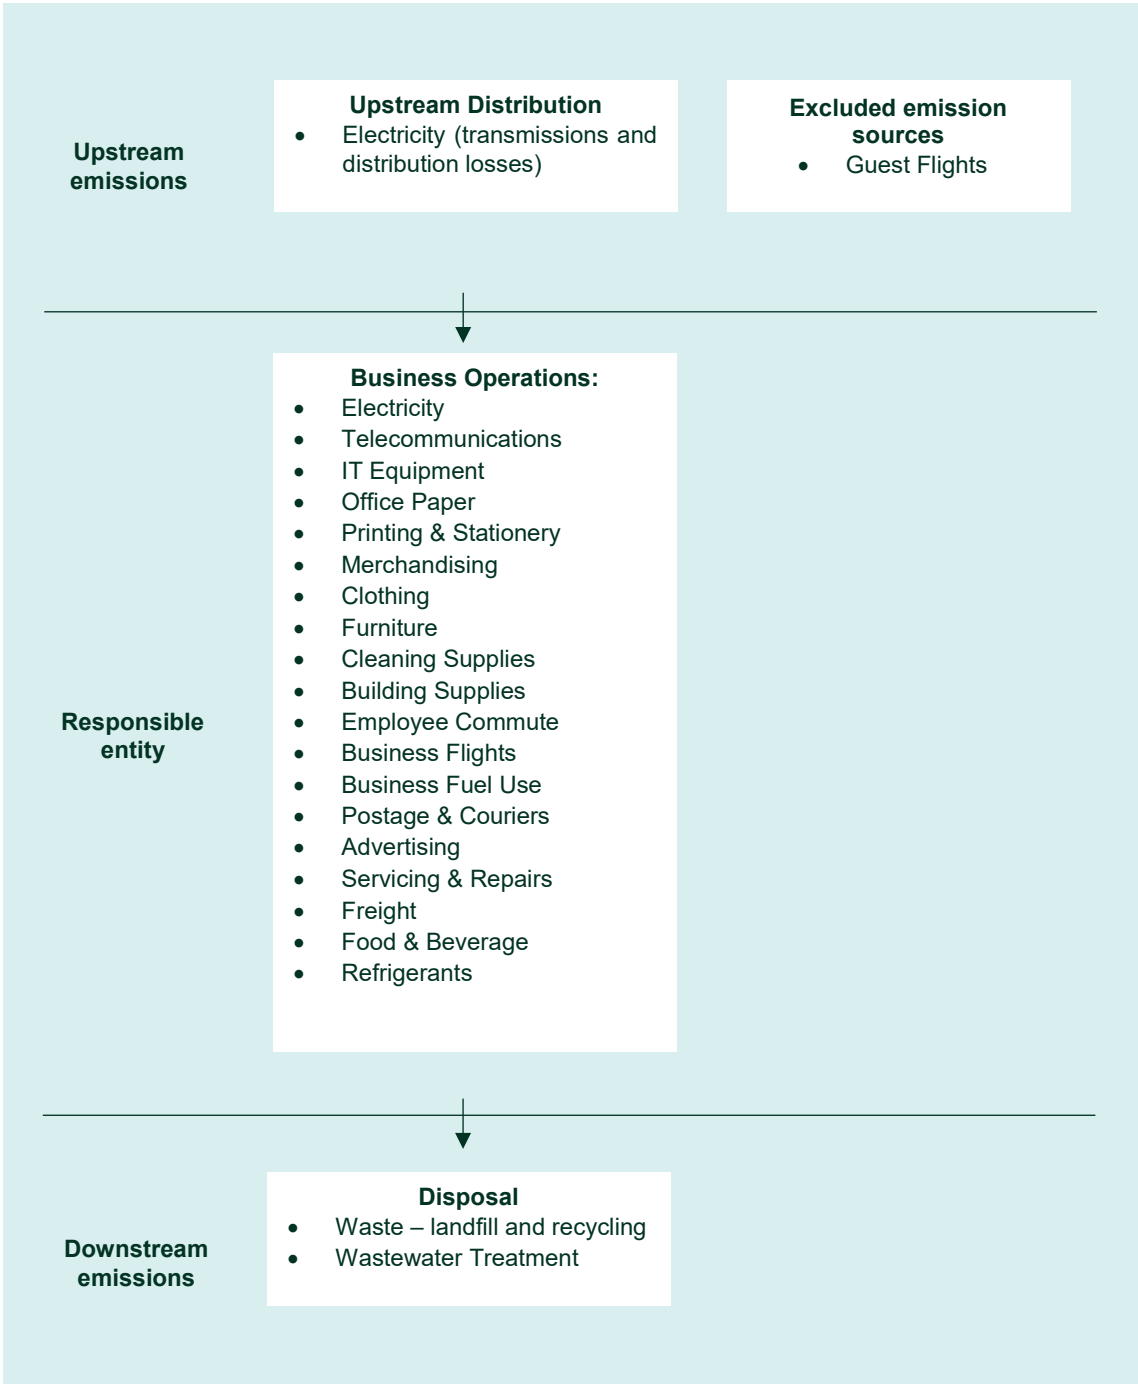 Upstream
emissions
Upstream Distribution
• Electricity (transmissions and
distribution losses)
Excluded emission
sources
• Guest Flights
Responsible
entity
Business Operations:
• Electricity
• Telecommunications
• IT Equipment
• Office Paper
• Printing & Stationery
• Merchandising
• Clothing
• Furniture
• Cleaning Supplies
• Building Supplies
• Employee Commute
• Business Flights
• Business Fuel Use
• Postage & Couriers
• Advertising
• Servicing & Repairs
• Freight
• Food & Beverage
• Refrigerants
Downstream
emissions
Disposal
• Waste – landfill and recycling
• Wastewater Treatment